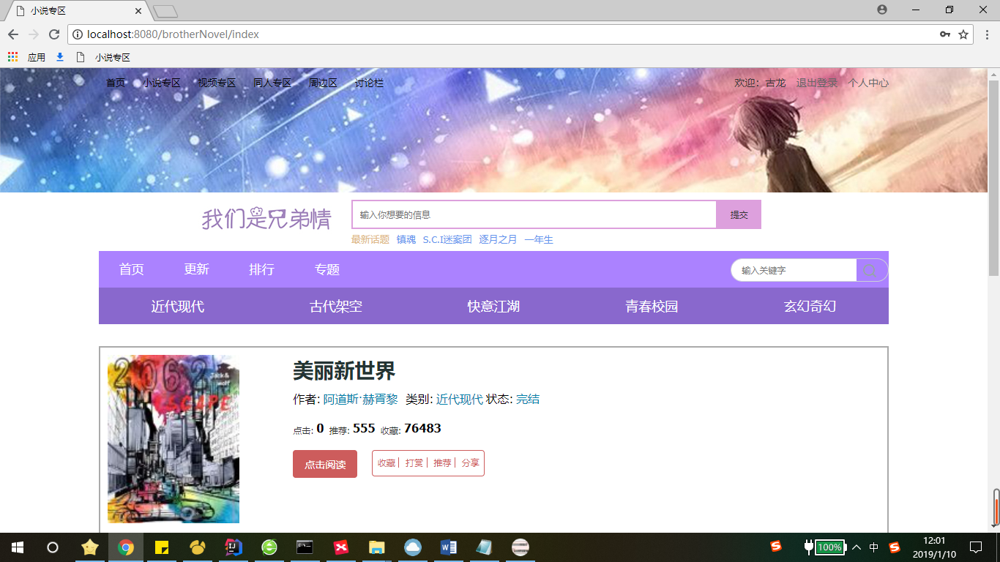 小说专区
localhost:8080/brotherNovel/index
应用 小说专区
首页 小说专区 视频专区 同人专区 周边区 讨论栏 欢迎：古龙 退出登录 个人中心
我们是兄弟情 输入你想要的信息 提交
最新话题 镇魂 S.C.I迷案团 逐月之月 一年生
首页 更新 排行 专题 输入关键字
近代现代 古代架空 快意江湖 青春校园 玄幻奇幻
2062
Jack &
wolf
ESCAPE
美丽新世界
作者: 阿道斯·赫胥黎 类别: 近代现代 状态: 完结
点击: 0 推荐: 555 收藏: 76483
点击阅读 收藏| 打赏| 推荐| 分享
100% 中 12:01
2019/1/10